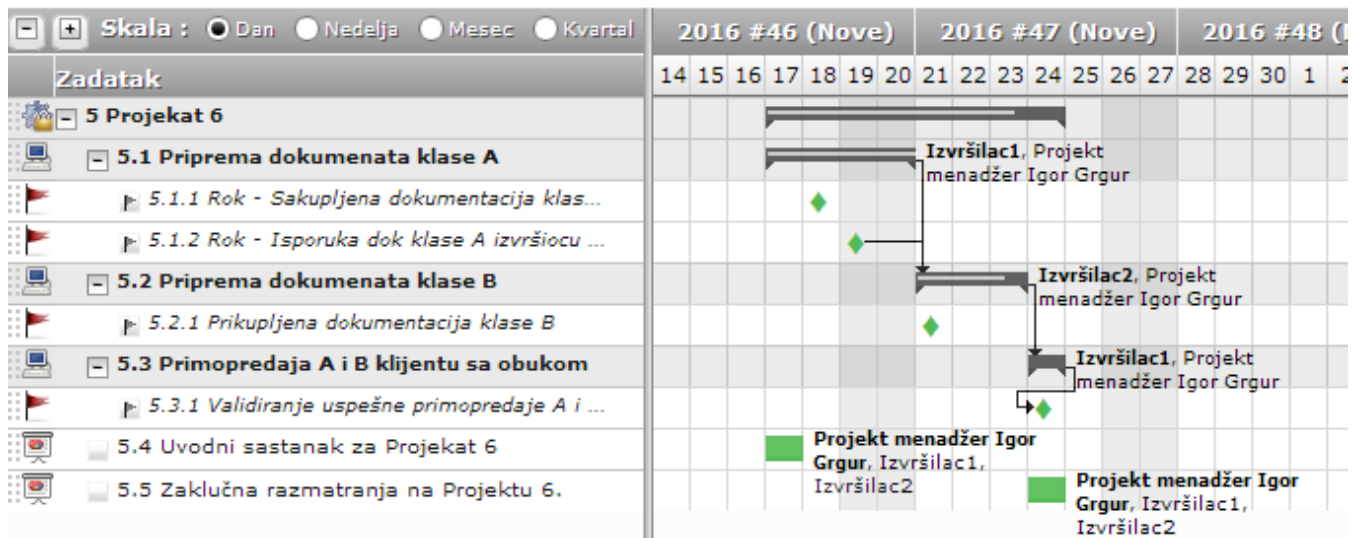 Skala : Dan Nedelja Mesec Kvartal
2016 #46 (Nove) 2016 #47 (Nove) 2016 #48 (
Zadatak
14 15 16 17 18 19 20 21 22 23 24 25 26 27 28 29 30 1 2
5 Projekat 6
5.1 Priprema dokumenata klase A
Izvršilac1, Projekt
menadžer Igor Grgur
5.1.1 Rok - Sakupljena dokumentacija klas...
5.1.2 Rok - Isporuka dok klase A izvršiocu ...
5.2 Priprema dokumenata klase B
Izvršilac2, Projekt
menadžer Igor Grgur
5.2.1 Prikupljena dokumentacija klase B
5.3 Primopredaja A i B klijentu sa obukom
Izvršilac1, Projekt
menadžer Igor Grgur
5.3.1 Validiranje uspešne primopredaje A i ...
5.4 Uvodni sastanak za Projekat 6
Projekt menadžer Igor
Grgur, Izvršilac1,
Izvršilac2
5.5 Zaklučna razmatranja na Projektu 6.
Projekt menadžer Igor
Grgur, Izvršilac1,
Izvršilac2